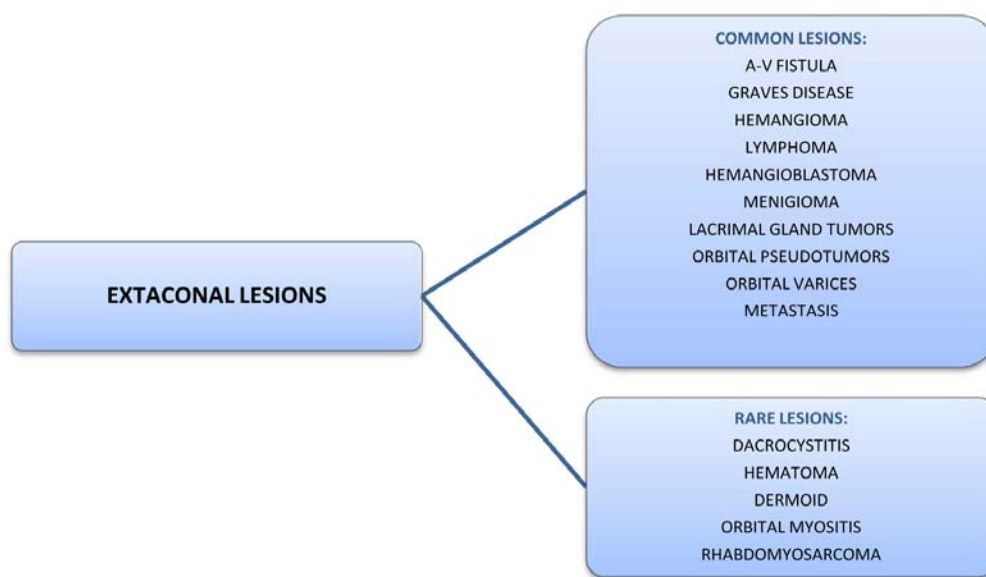 EXTACONAL LESIONS
COMMON LESIONS:
A-V FISTULA
GRAVES DISEASE
HEMANGIOMA
LYMPHOMA
HEMANGIOBLASTOMA
MENIGIOMA
LACRIMAL GLAND TUMORS
ORBITAL PSEUDOTUMORS
ORBITAL VARICES
METASTASIS
RARE LESIONS:
DACROCYSTITIS
HEMATOMA
DERMOID
ORBITAL MYOSITIS
RHABDOMYOSARCOMA